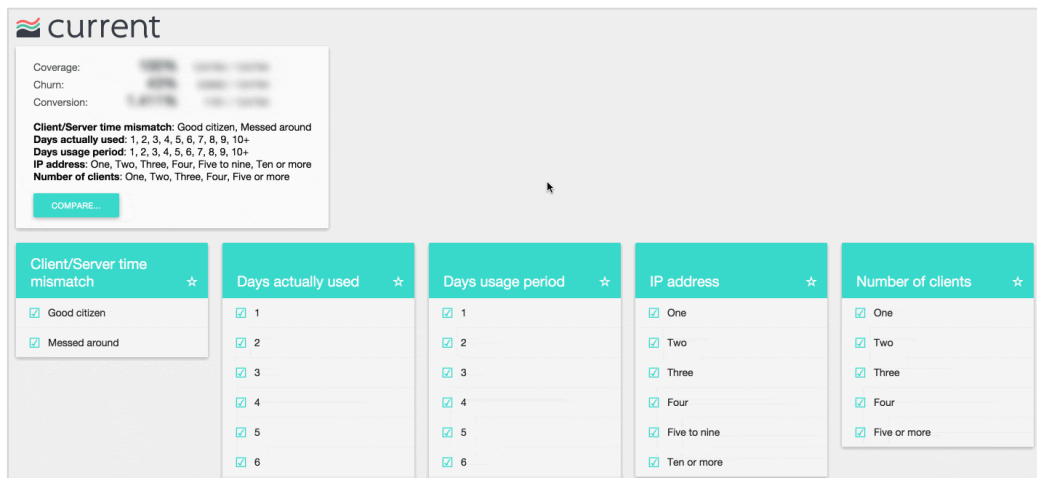 current
Coverage:
Churn:
Conversion:
Client/Server time mismatch: Good citizen, Messed around
Days actually used: 1, 2, 3, 4, 5, 6, 7, 8, 9, 10+
Days usage period: 1, 2, 3, 4, 5, 6, 7, 8, 9, 10+
IP address: One, Two, Three, Four, Five to nine, Ten or more
Number of clients: One, Two, Three, Four, Five or more
COMPARE...
Client/Server time
mismatch
Good citizen
Messed around
Days actually used
1
2
3
4
5
6
Days usage period
1
2
3
4
5
6
IP address
One
Two
Three
Four
Five to nine
Ten or more
Number of clients
One
Two
Three
Four
Five or more